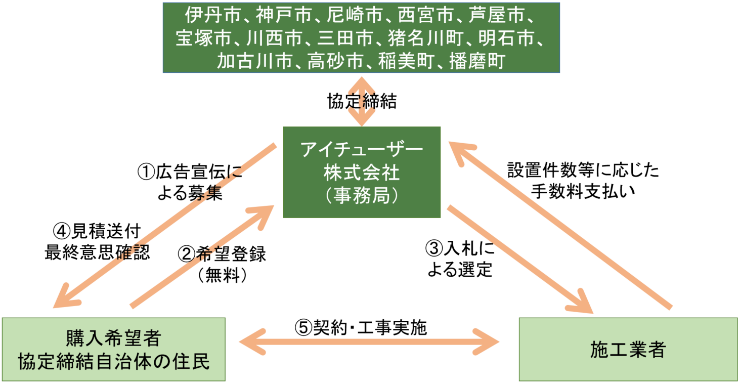 伊丹市、神戸市、尼崎市、西宮市、芦屋市、
宝塚市、川西市、三田市、猪名川町、明石市、
加古川市、高砂市、稲美町、播磨町
協定締結
アイチューザー
株式会社
（事務局）
①広告宣伝に
よる募集
設置件数等に応じた
手数料支払い
④見積送付
最終意思確認
②希望登録
（無料）
③入札に
よる選定
購入希望者
協定締結自治体の住民
⑤契約・工事実施
施工業者